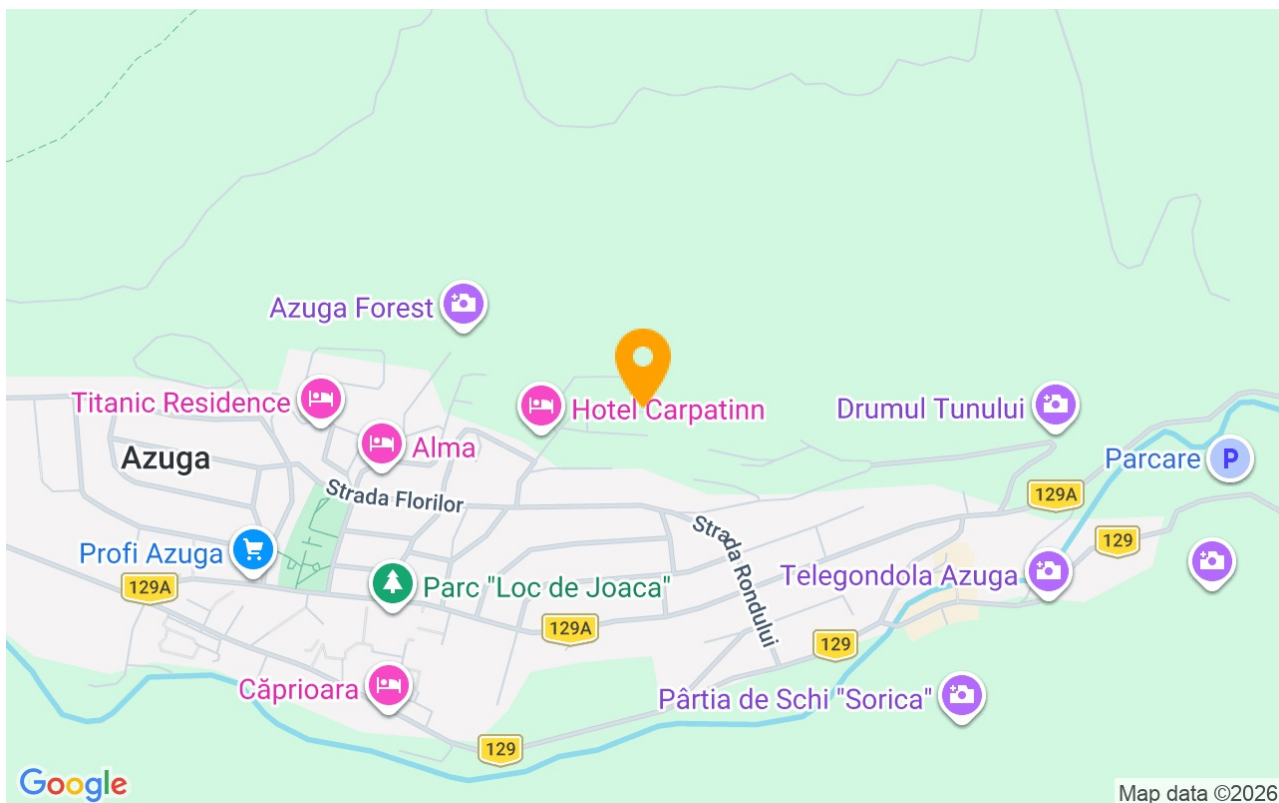 Azuga Forest
Titanic Residence
Hotel Carpatinn
Drumul Tunului
Alma
Azuga
Parcare P
Strada Florilor
129A
Strada Rondului
129
Profi Azuga
Telegondola Azuga
129A
Parc "Loc de Joaca"
129A
129
Căprioara
Pârtia de Schi "Sorica"
129
Google
Map data ©2026